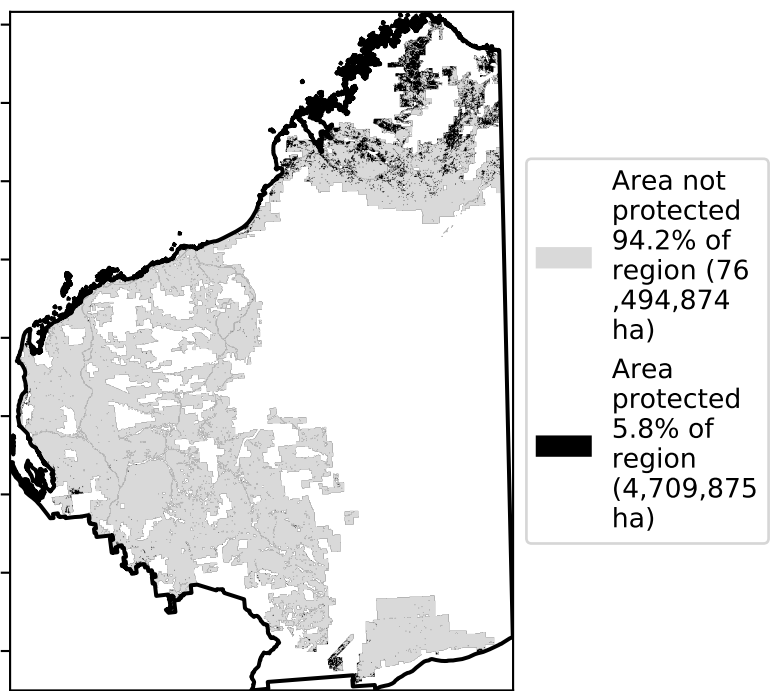 Area not
protected
94.2% of
region (76
,494,874
ha)
Area
protected
5.8% of
region
(4,709,875
ha)